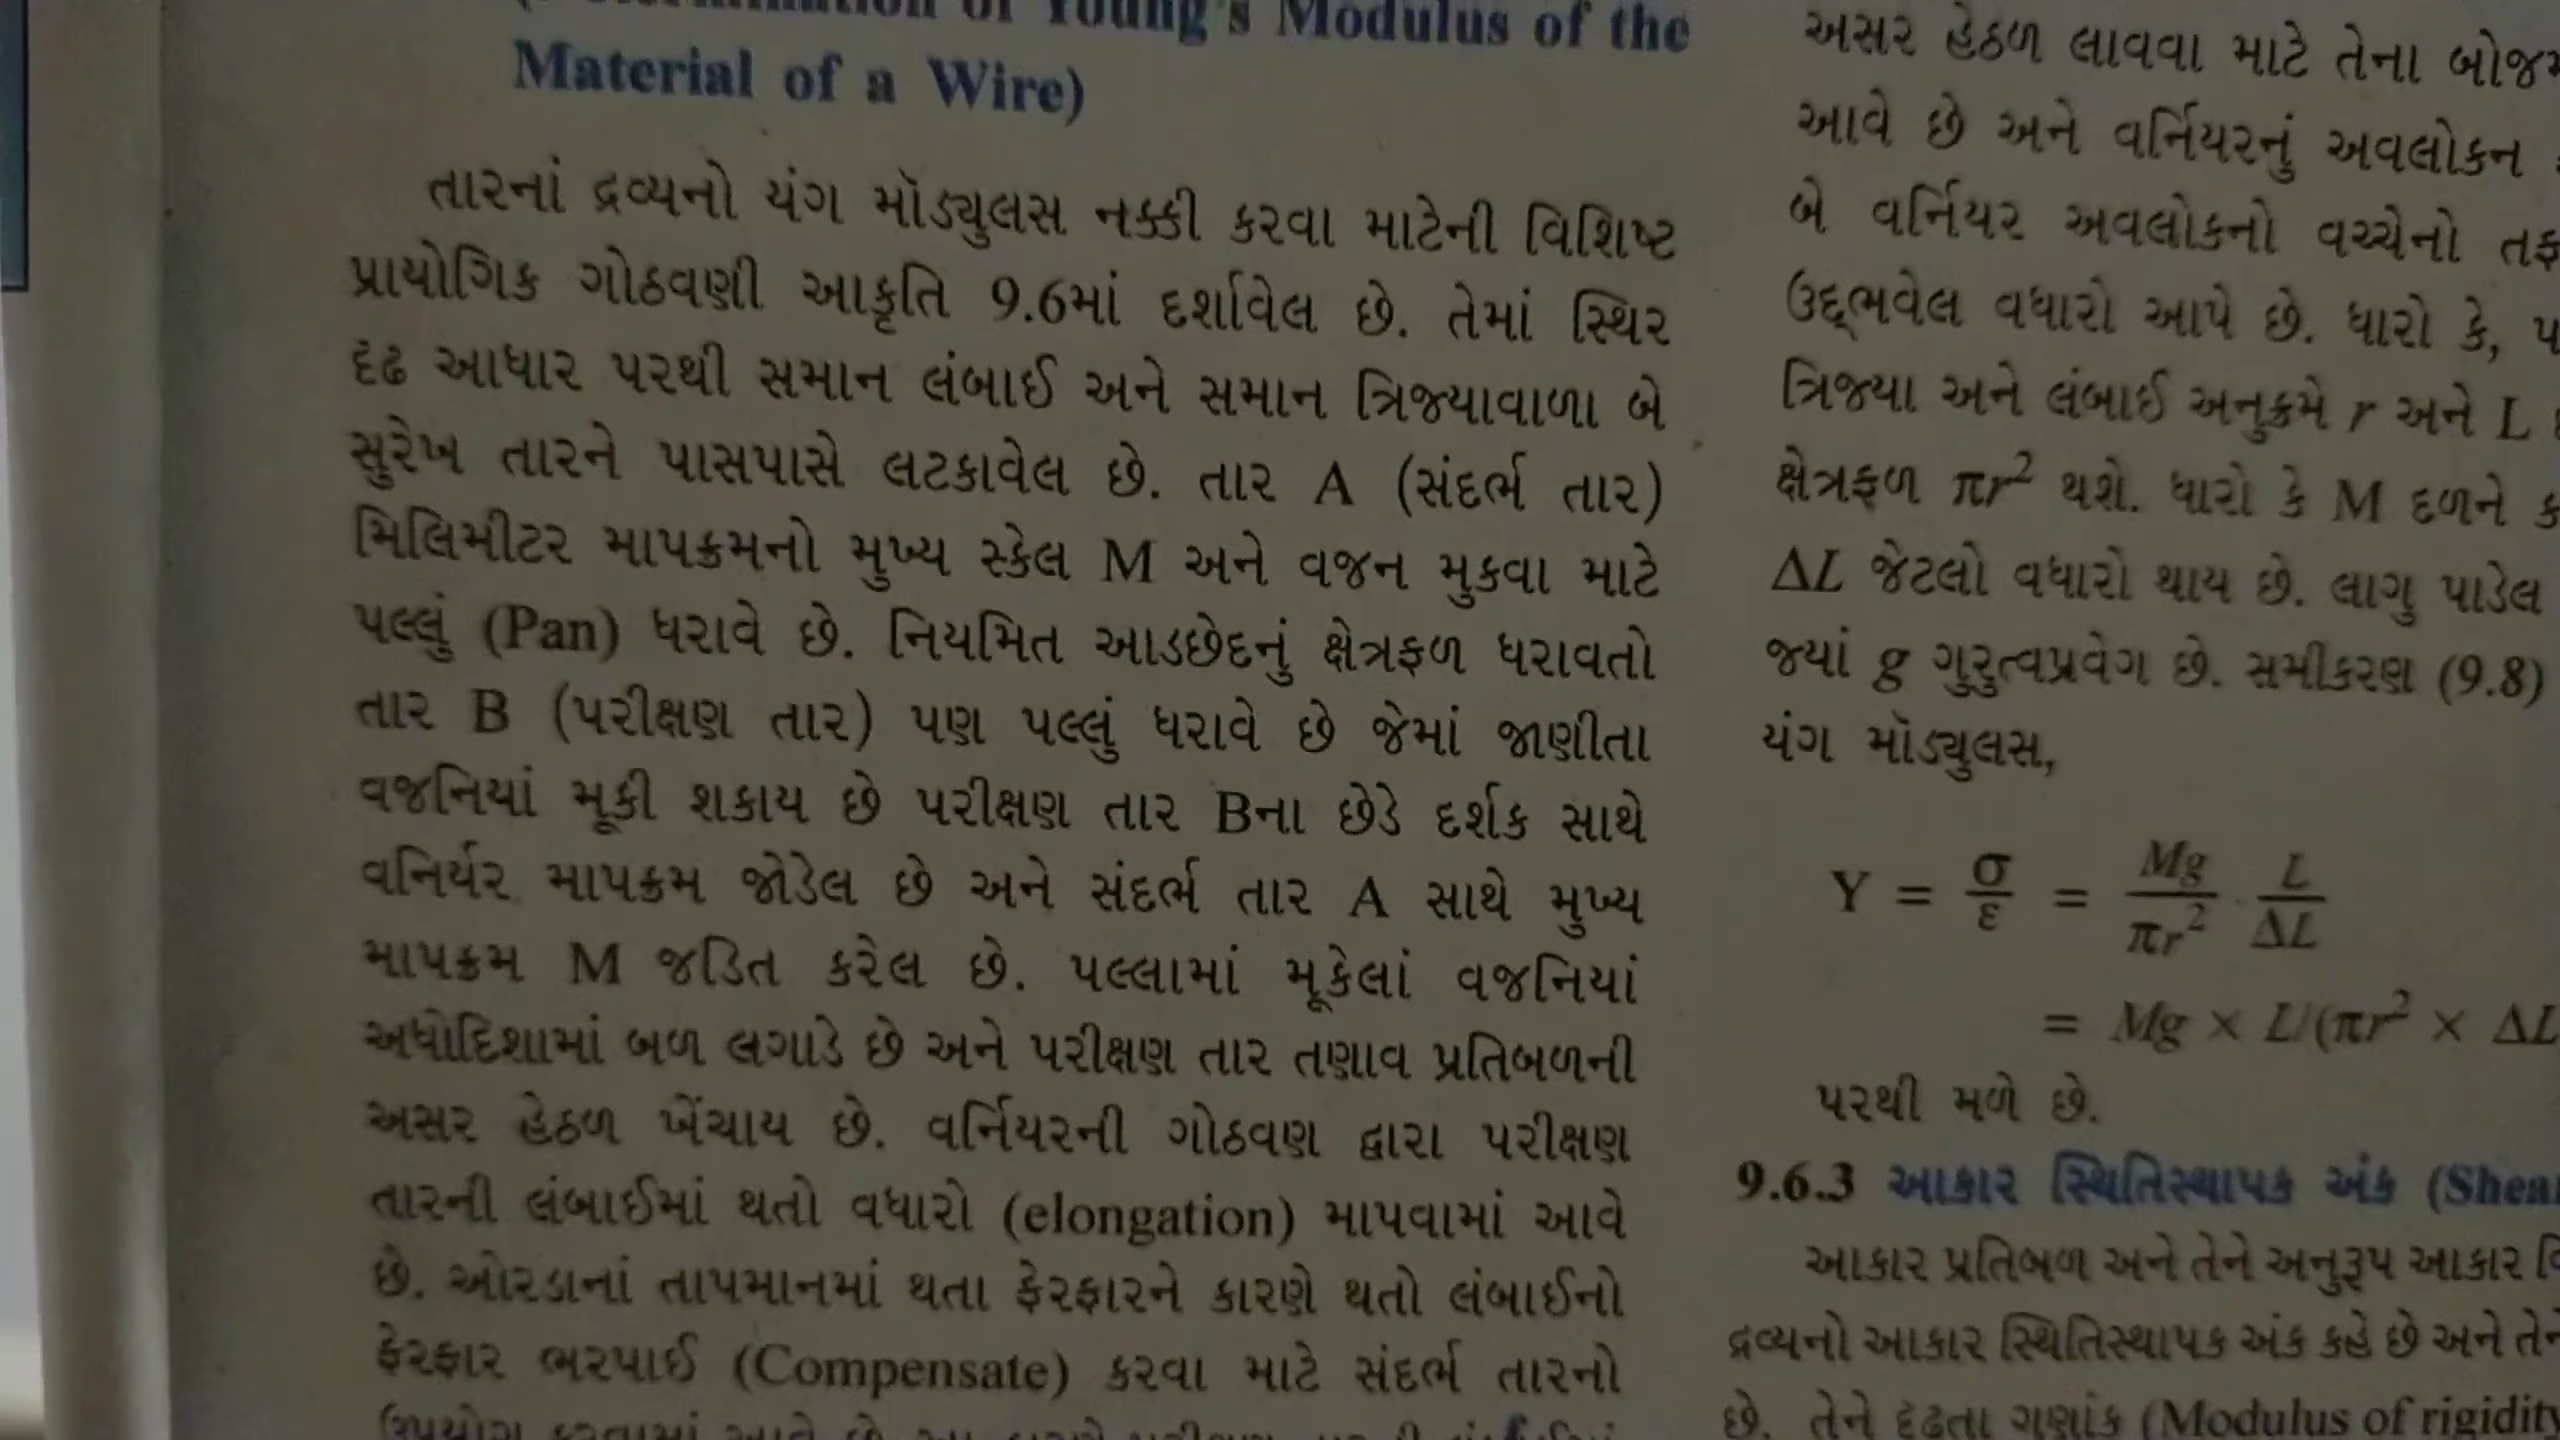 of Young's Modulus of the
Material of a Wire)
તારનાં દ્રવ્યનો યંગ મૉડ્યુલસ નક્કી કરવા માટેની વિશિષ્ટ
પ્રાયોગિક ગોઠવણી આકૃતિ 9.6માં દર્શાવેલ છે. તેમાં સ્થિર
દૃઢ આધાર પરથી સમાન લંબાઈ અને સમાન ત્રિજ્યાવાળા બે
સુરેખ તારને પાસપાસે લટકાવેલ છે. તાર A (સંદર્ભ તાર)
મિલિમીટર માપક્રમનો મુખ્ય સ્કેલ M અને વજન મુકવા માટે
પલ્લું (Pan) ધરાવે છે. નિયમિત આડછેદનું ક્ષેત્રફળ ધરાવતો
તાર B (પરીક્ષણ તાર) પણ પલ્લું ધરાવે છે જેમાં જાણીતા
વજનિયાં મૂકી શકાય છે પરીક્ષણ તાર Bના છેડે દર્શક સાથે
વનિર્યર માપક્રમ જોડેલ છે અને સંદર્ભ તાર A સાથે મુખ્ય
માપક્રમ M જડિત કરેલ છે. પલ્લામાં મૂકેલાં વજનિયાં
અધોદિશામાં બળ લગાડે છે અને પરીક્ષણ તાર તણાવ પ્રતિબળની
અસર હેઠળ ખેંચાય છે. વર્નિયરની ગોઠવણ દ્વારા પરીક્ષણ
તારની લંબાઈમાં થતો વધારો (elongation) માપવામાં આવે
છે. ઓરડાનાં તાપમાનમાં થતા ફેરફારને કારણે થતો લંબાઈનો
ફેરફાર ભરપાઈ (Compensate) કરવા માટે સંદર્ભ તારનો
અસર હેઠળ લાવવા માટે તેના
આવે છે અને વર્નિયરનું અવલોકન
બે વર્નિયર અવલોકનો વચ્ચેનો
ઉદ્ભવેલ વધારો આપે છે. ધારો કે,
ત્રિજ્યા અને લંબાઈ અનુક્રમે r અને L
ક્ષેત્રફળ πr² થશે. ધારો કે M દળને
ΔL જેટલો વધારો થાય છે. લાગુ પાડેલ
જ્યાં g ગુરુત્વપ્રવેગ છે. સમીકરણ (9.8)
યંગ મૉડ્યુલસ,
Y = σ/ε = Mg/πr² · L/ΔL
= Mg × L/(πr² × ΔL
પરથી મળે છે.
9.6.3 આકાર સ્થિતિસ્થાપક અંક
આકાર પ્રતિબળ અને તેને અનુરૂપ આકાર
દ્રવ્યનો આકાર સ્થિતિસ્થાપક અંક કહે છે અને
છે. તેને દૃઢતા ગુણાંક (Modulus of rigidity